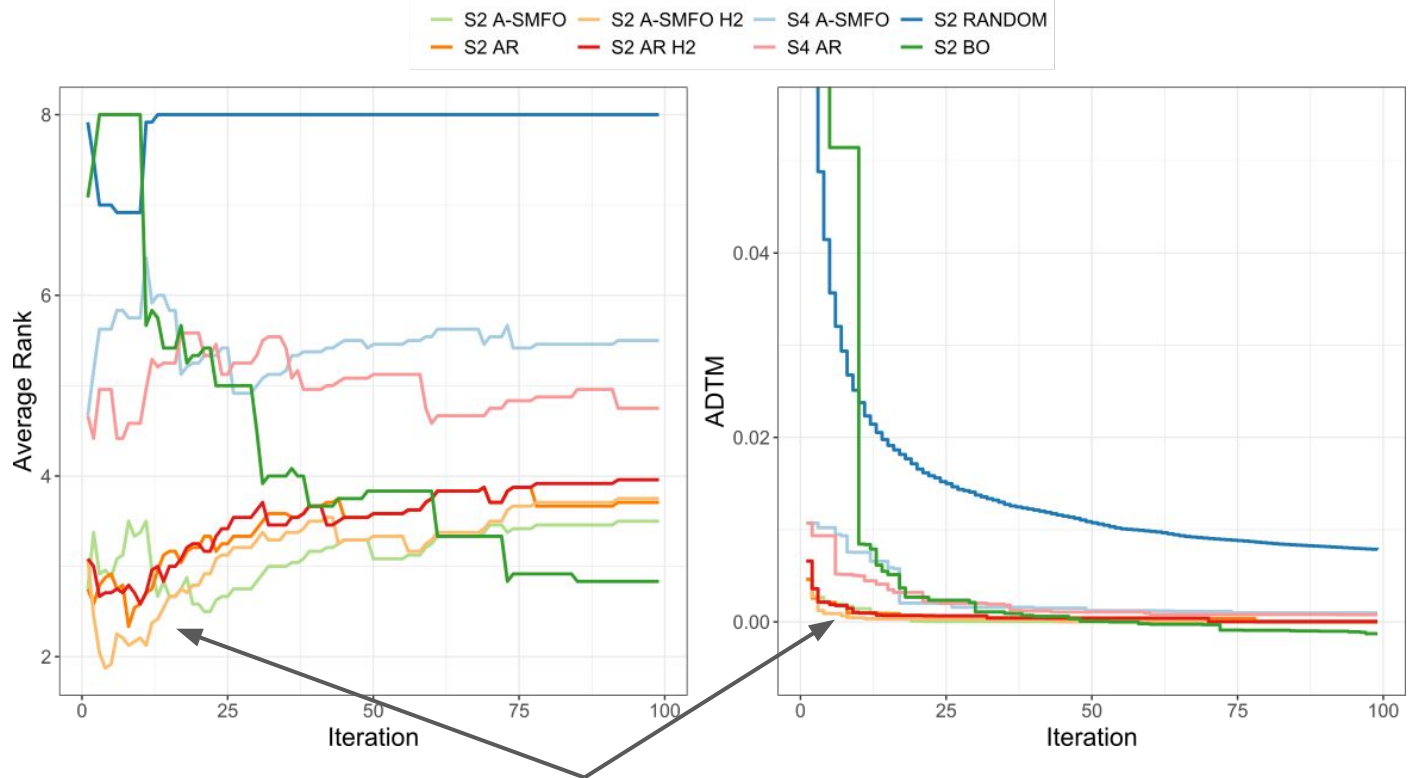 S2 A-SMFO S2 A-SMFO H2 S4 A-SMFO S2 RANDOM
S2 AR S2 AR H2 S4 AR S2 BO
Average Rank
8
6
4
2
0 25 50 75 100
Iteration
ADTM
0.04
0.02
0.00
0 25 50 75 100
Iteration